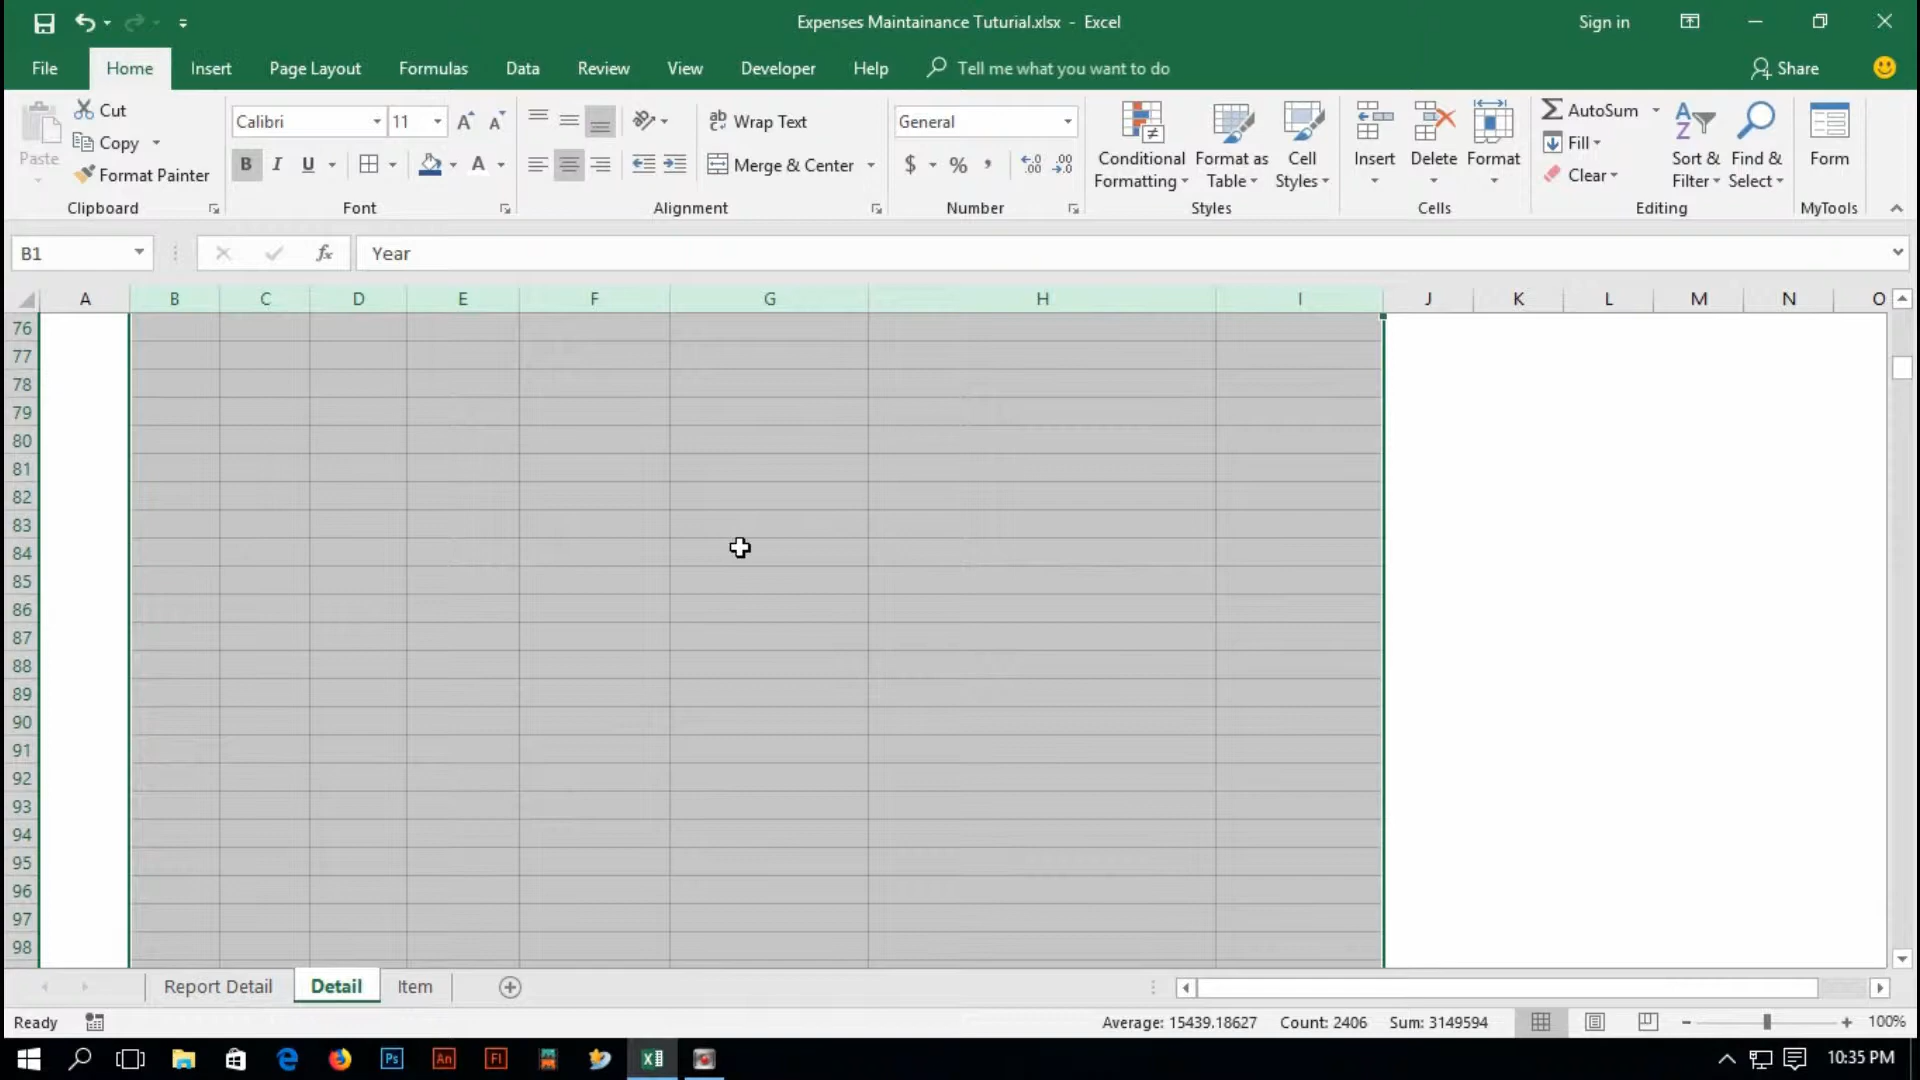 Expenses Maintainance Tuturial.xlsx - Excel
Sign in
File
Home
Insert
Page Layout
Formulas
Data
Review
View
Developer
Help
Tell me what you want to do
Share
Paste
Cut
Copy
Format Painter
Clipboard
Calibri
11
B I U
Font
Wrap Text
Merge & Center
Alignment
General
$ % ,
Number
Conditional
Formatting
Format as
Table
Cell
Styles
Styles
Insert
Delete
Format
Cells
AutoSum
Fill
Clear
Sort &
Filter
Find &
Select
Editing
Form
MyTools
B1
fx
Year
A B C D E F G H I J K L M N O
76
77
78
79
80
81
82
83
84
85
86
87
88
89
90
91
92
93
94
95
96
97
98
Report Detail
Detail
Item
Ready
Average: 15439.18627
Count: 2406
Sum: 3149594
100%
Ps
An
Fl
10:35 PM